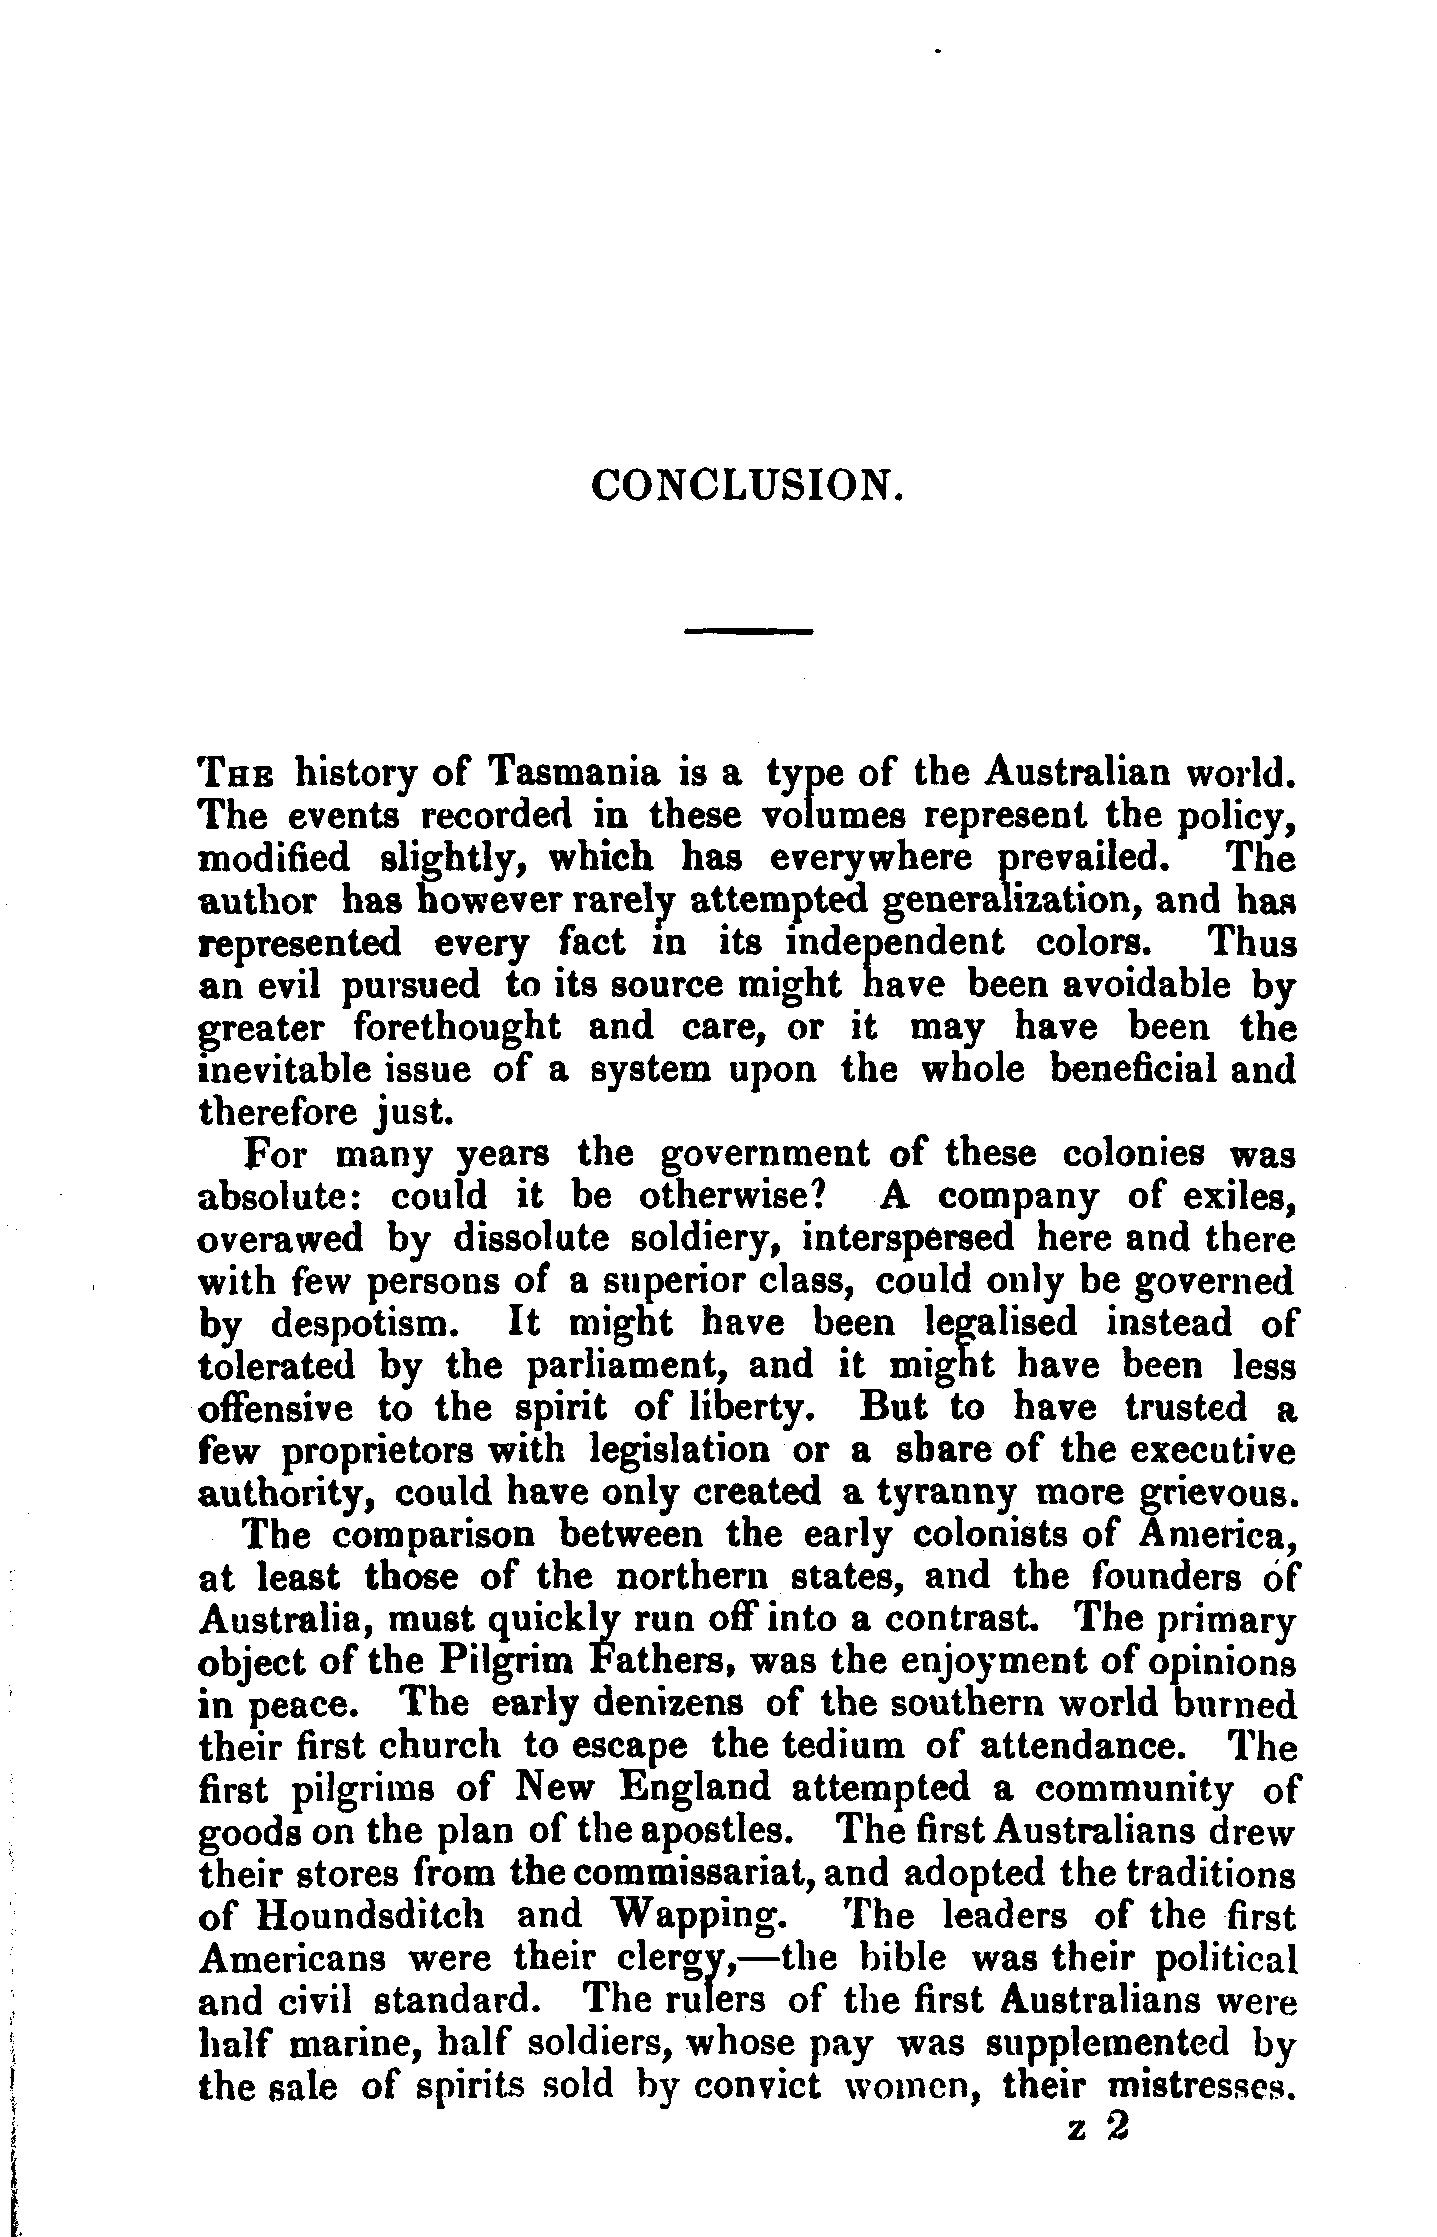 CONCLUSION.
THE history of Tasmania is a type of the Australian world.
The events recorded in these volumes represent the policy,
modified slightly, which has everywhere prevailed. The
author has however rarely attempted generalization, and has
represented every fact in its independent colors. Thus
an evil pursued to its source might have been avoidable by
greater forethought and care, or it may have been the
inevitable issue of a system upon the whole beneficial and
therefore just.
For many years the government of these colonies was
absolute: could it be otherwise? A company of exiles,
overawed by dissolute soldiery, interspersed here and there
with few persons of a superior class, could only be governed
by despotism. It might have been legalised instead of
tolerated by the parliament, and it might have been less
offensive to the spirit of liberty. But to have trusted a
few proprietors with legislation or a share of the executive
authority, could have only created a tyranny more grievous.
The comparison between the early colonists of America,
at least those of the northern states, and the founders of
Australia, must quickly run off into a contrast. The primary
object of the Pilgrim Fathers, was the enjoyment of opinions
in peace. The early denizens of the southern world burned
their first church to escape the tedium of attendance. The
first pilgrims of New England attempted a community of
goods on the plan of the apostles. The first Australians drew
their stores from the commissariat, and adopted the traditions
of Houndsditch and Wapping. The leaders of the first
Americans were their clergy,—the bible was their political
and civil standard. The rulers of the first Australians were
half marine, half soldiers, whose pay was supplemented by
the sale of spirits sold by convict women, their mistresses.
z 2